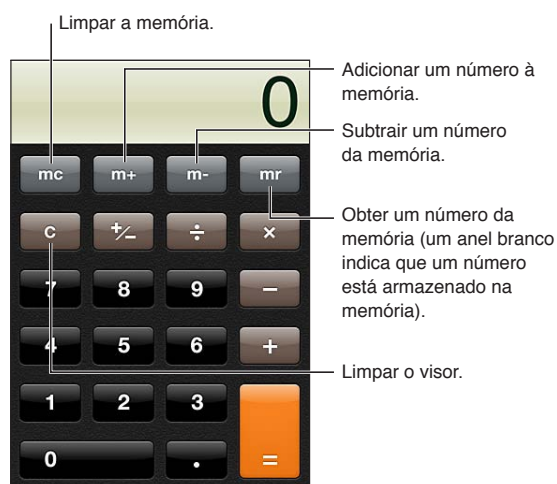 Limpar a memória.
0
Adicionar um número à
memória.
Subtrair um número
da memória.
mc m+ m- mr
Obter um número da
memória (um anel branco
indica que um número
está armazenado na
memória).
c +/− ÷ ×
7 8 9 −
4 5 6 +
Limpar o visor.
1 2 3
0 . =